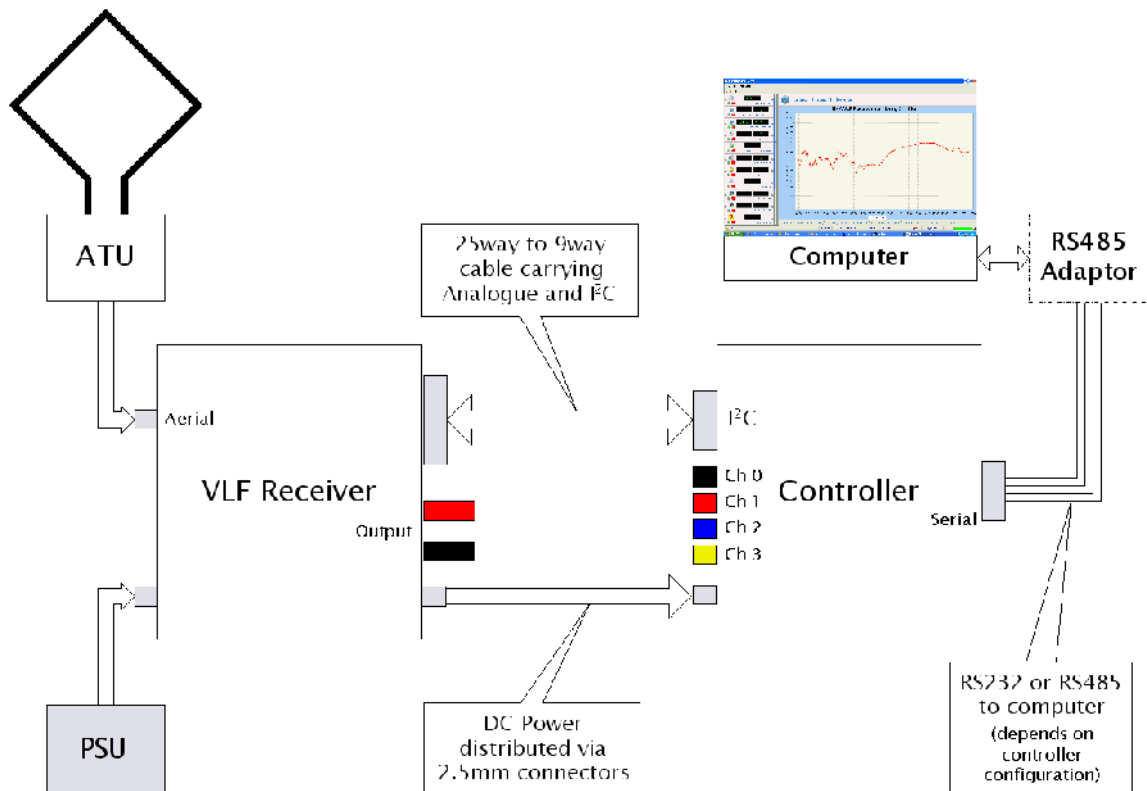 ATU
25way to 9way
cable carrying
Analogue and I²C
Computer
RS485
Adaptor
Aerial
I²C
VLF Receiver
Ch 0
Ch 1
Ch 2
Ch 3
Controller
Output
Serial
PSU
DC Power
distributed via
2.5mm connectors
RS232 or RS485
to computer
(depends on
controller
configuration)